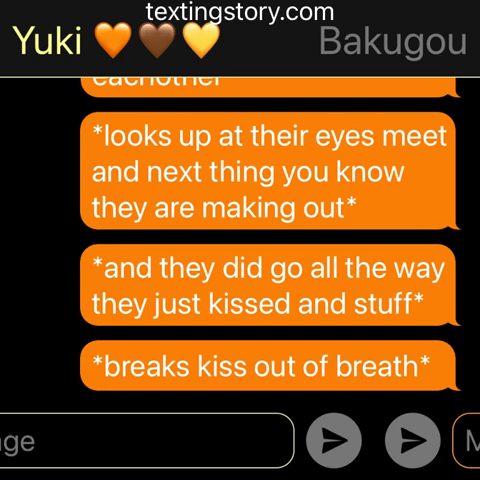 textingstory.com
Yuki 🧡🤎💛 Bakugou
eachother
*looks up at their eyes meet
and next thing you know
they are making out*
*and they did go all the way
they just kissed and stuff*
*breaks kiss out of breath*